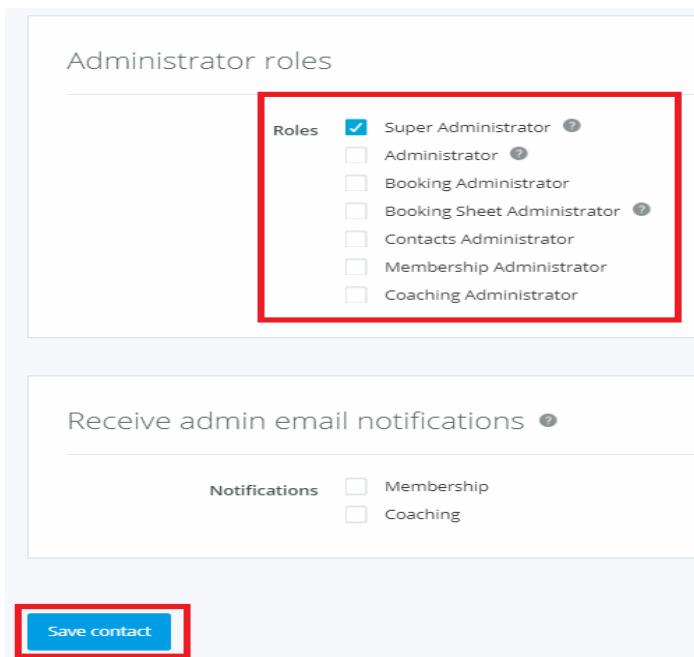 Administrator roles
Roles Super Administrator ?
Administrator ?
Booking Administrator
Booking Sheet Administrator ?
Contacts Administrator
Membership Administrator
Coaching Administrator
Receive admin email notifications ?
Notifications Membership
Coaching
Save contact